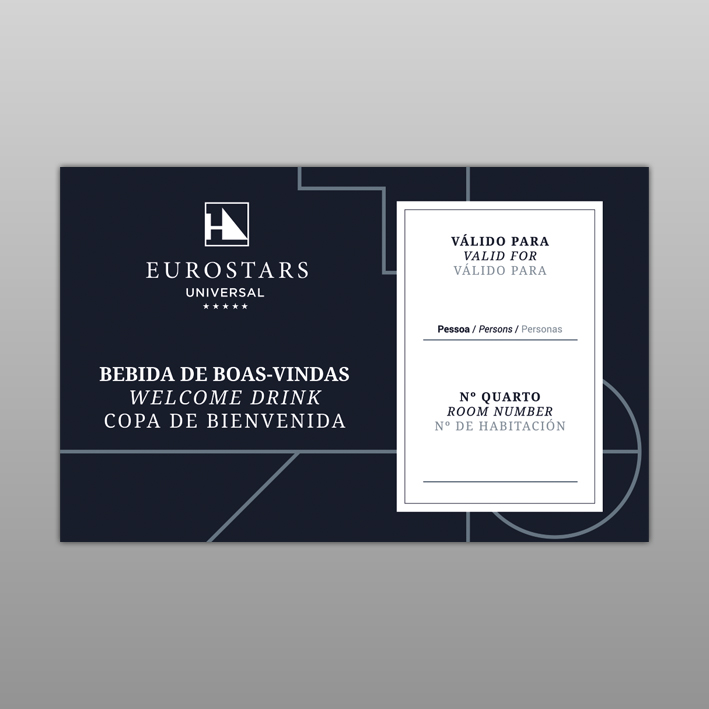 EUROSTARS
UNIVERSAL
BEBIDA DE BOAS-VINDAS
WELCOME DRINK
COPA DE BIENVENIDA
VÁLIDO PARA
VALID FOR
VÁLIDO PARA
Pessoa / Persons / Personas
Nº QUARTO
ROOM NUMBER
Nº DE HABITACIÓN